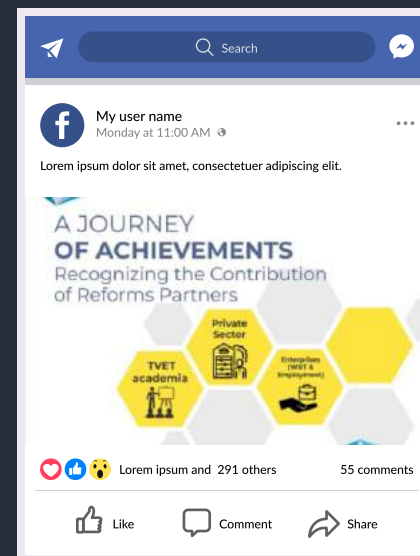 Search
My user name
Monday at 11:00 AM
Lorem ipsum dolor sit amet, consectetuer adipiscing elit.
A JOURNEY
OF ACHIEVEMENTS
Recognizing the Contribution
of Reforms Partners
Private
Sector
TVET
academia
Enterprises
(WBT &
Employment)
Lorem ipsum and 291 others
55 comments
Like
Comment
Share